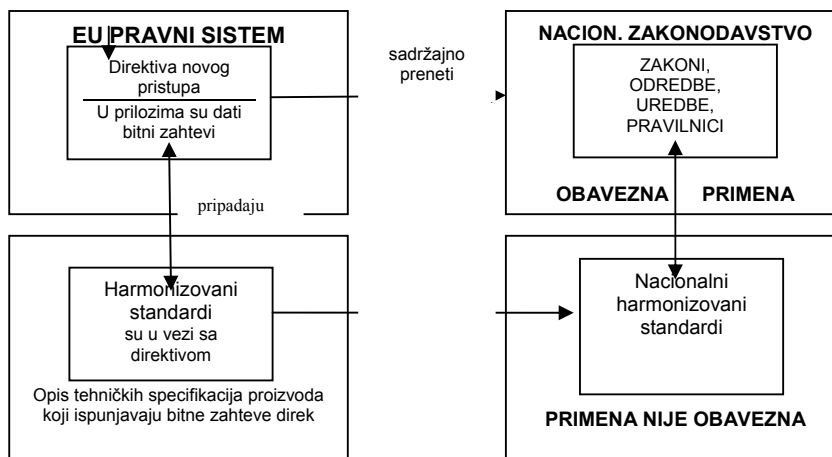 EU PRAVNI SISTEM
Direktiva novog
pristupa
U prilozima su dati
bitni zahtevi
sadržajno
preneti
NACION. ZAKONODAVSTVO
ZAKONI,
ODREDBE,
UREDBE,
PRAVILNICI
OBAVEZNA PRIMENA
pripadaju
Harmonizovani
standardi
su u vezi sa
direktivom
Opis tehničkih specifikacija proizvoda
koji ispunjavaju bitne zahteve direk
Nacionalni
harmonizovani
standardi
PRIMENA NIJE OBAVEZNA